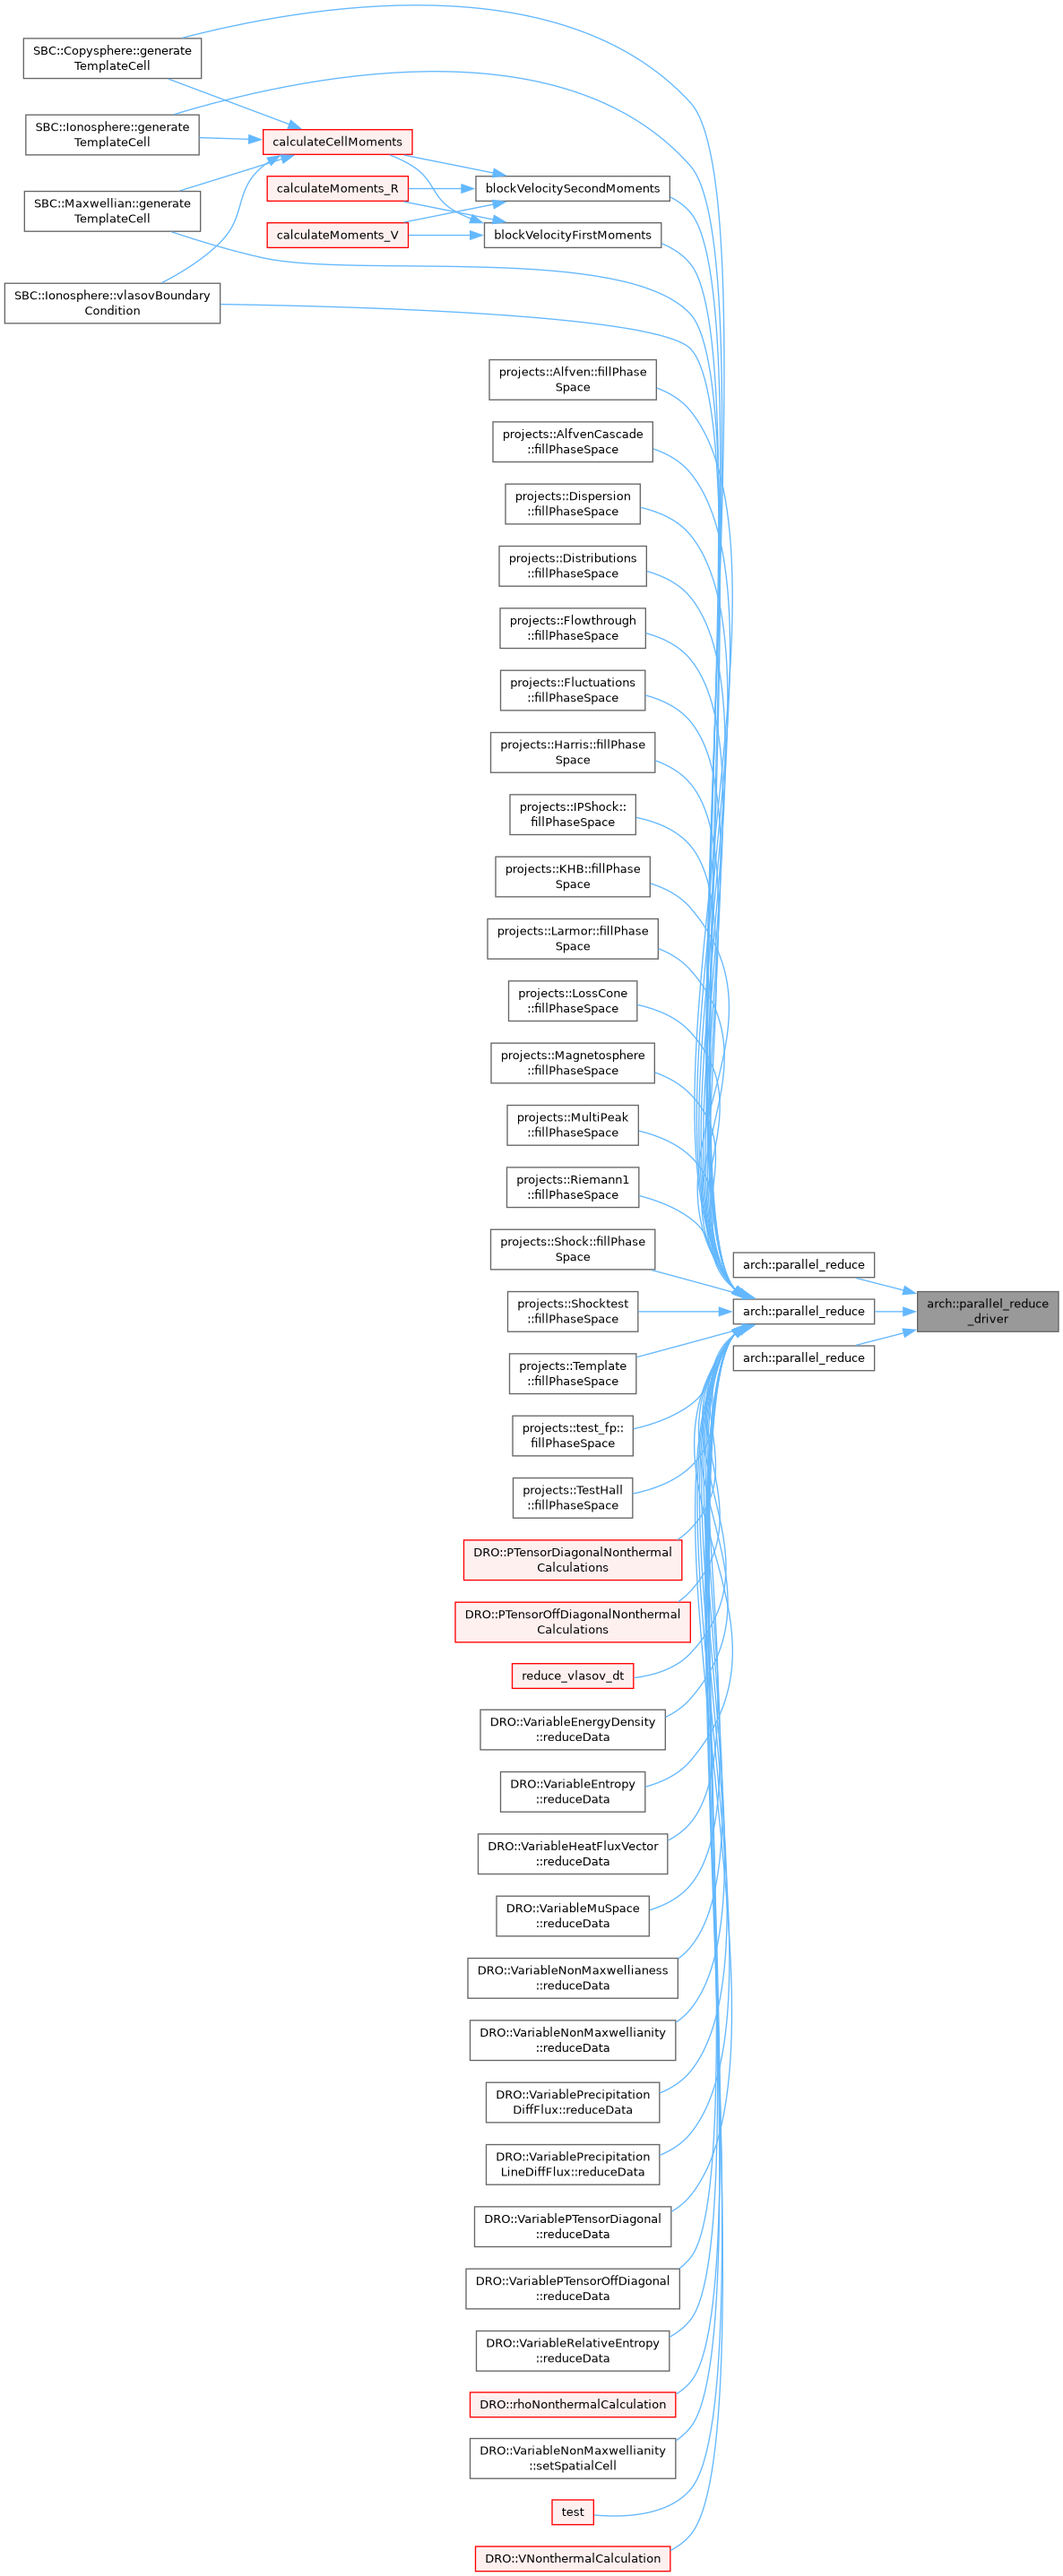 SBC::Copysphere::generate
TemplateCell
SBC::Ionosphere::generate
TemplateCell
calculateCellMoments
calculateMoments_R
blockVelocitySecondMoments
SBC::Maxwellian::generate
TemplateCell
calculateMoments_V
blockVelocityFirstMoments
SBC::Ionosphere::vlasovBoundary
Condition
projects::Alfven::fillPhase
Space
projects::AlfvenCascade
::fillPhaseSpace
projects::Dispersion
::fillPhaseSpace
projects::Distributions
::fillPhaseSpace
projects::Flowthrough
::fillPhaseSpace
projects::Fluctuations
::fillPhaseSpace
projects::Harris::fillPhase
Space
projects::IPShock::
fillPhaseSpace
projects::KHB::fillPhase
Space
projects::Larmor::fillPhase
Space
projects::LossCone
::fillPhaseSpace
projects::Magnetosphere
::fillPhaseSpace
projects::MultiPeak
::fillPhaseSpace
projects::Riemann1
::fillPhaseSpace
projects::Shock::fillPhase
Space
arch::parallel_reduce
projects::Shocktest
::fillPhaseSpace
arch::parallel_reduce
arch::parallel_reduce
_driver
projects::Template
::fillPhaseSpace
arch::parallel_reduce
projects::test_fp::
fillPhaseSpace
projects::TestHall
::fillPhaseSpace
DRO::PTensorDiagonalNonthermal
Calculations
DRO::PTensorOffDiagonalNonthermal
Calculations
reduce_vlasov_dt
DRO::VariableEnergyDensity
::reduceData
DRO::VariableEntropy
::reduceData
DRO::VariableHeatFluxVector
::reduceData
DRO::VariableMuSpace
::reduceData
DRO::VariableNonMaxwellianess
::reduceData
DRO::VariableNonMaxwellianity
::reduceData
DRO::VariablePrecipitation
DiffFlux::reduceData
DRO::VariablePrecipitation
LineDiffFlux::reduceData
DRO::VariablePTensorDiagonal
::reduceData
DRO::VariablePTensorOffDiagonal
::reduceData
DRO::VariableRelativeEntropy
::reduceData
DRO::rhoNonthermalCalculation
DRO::VariableNonMaxwellianity
::setSpatialCell
test
DRO::VNonthermalCalculation